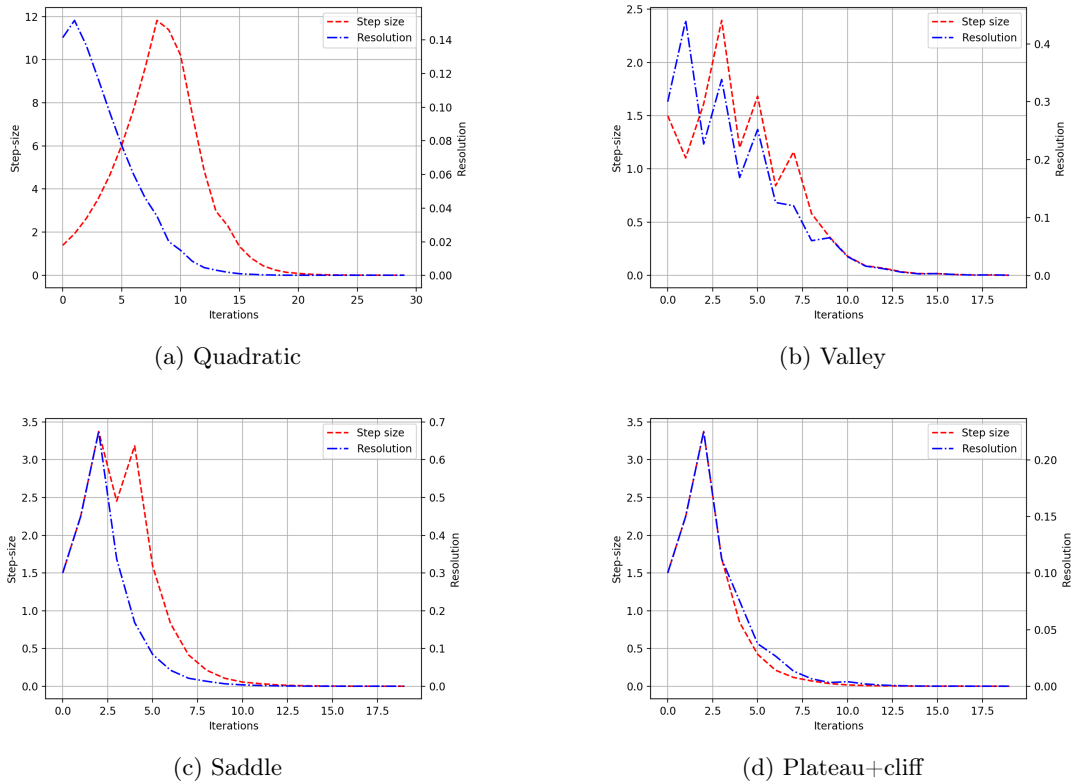 12
10
8
6
4
2
0
Step-size
0 5 10 15 20 25 30
Iterations
0.14
0.12
0.10
0.08
0.06
0.04
0.02
0.00
Resolution
Step size
Resolution
(a) Quadratic
2.5
2.0
1.5
1.0
0.5
0.0
Step-size
0.0 2.5 5.0 7.5 10.0 12.5 15.0 17.5
Iterations
0.4
0.3
0.2
0.1
0.0
Resolution
Step size
Resolution
(b) Valley
3.5
3.0
2.5
2.0
1.5
1.0
0.5
0.0
Step-size
0.0 2.5 5.0 7.5 10.0 12.5 15.0 17.5
Iterations
0.7
0.6
0.5
0.4
0.3
0.2
0.1
0.0
Resolution
Step size
Resolution
(c) Saddle
3.5
3.0
2.5
2.0
1.5
1.0
0.5
0.0
Step-size
0.0 2.5 5.0 7.5 10.0 12.5 15.0 17.5
Iterations
0.20
0.15
0.10
0.05
0.00
Resolution
Step size
Resolution
(d) Plateau+cliff